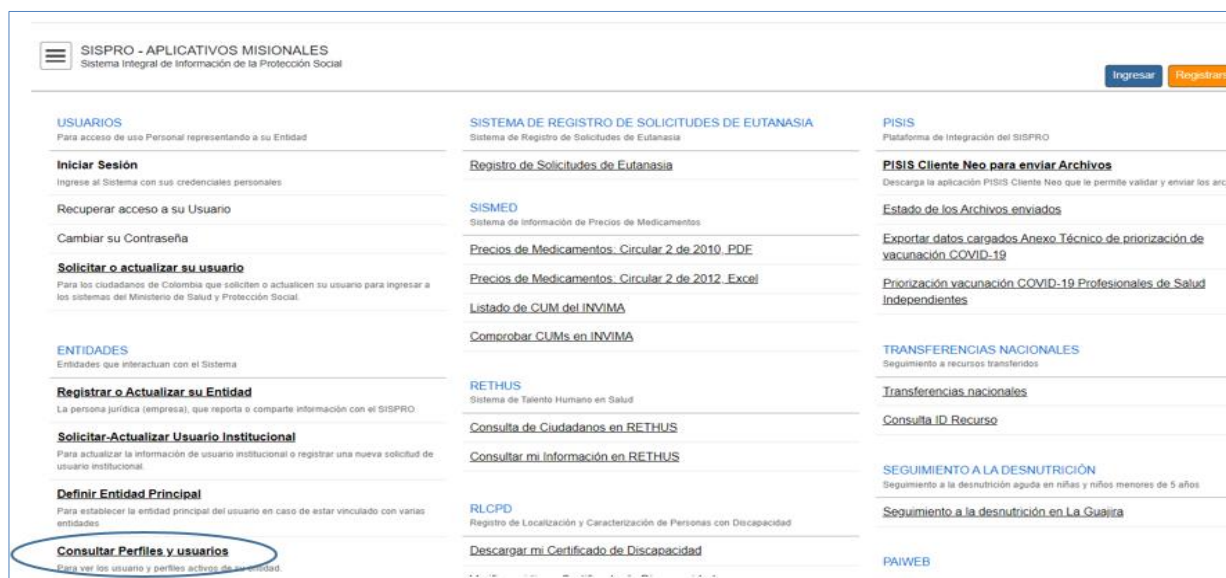 SISPRO - APLICATIVOS MISIONALES
Sistema Integral de Información de la Protección Social
Ingresar
Registrars
USUARIOS
Para acceso de uso Personal representando a su Entidad
Iniciar Sesión
Ingrese al Sistema con sus credenciales personales
Recuperar acceso a su Usuario
Cambiar su Contraseña
Solicitar o actualizar su usuario
Para los ciudadanos de Colombia que soliciten o actualicen su usuario para ingresar a
los sistemas del Ministerio de Salud y Protección Social.
ENTIDADES
Entidades que interactuan con el Sistema
Registrar o Actualizar su Entidad
La persona jurídica (empresa), que reporta o comparte información con el SISPRO.
Solicitar-Actualizar Usuario Institucional
Para actualizar la información de usuario institucional o registrar una nueva solicitud de
usuario institucional.
Definir Entidad Principal
Para establecer la entidad principal del usuario en caso de estar vinculado con varias
entidades
Consultar Perfiles y usuarios
Para ver los usuario y perfiles activos de su entidad.
SISTEMA DE REGISTRO DE SOLICITUDES DE EUTANASIA
Sistema de Registro de Solicitudes de Eutanasia
Registro de Solicitudes de Eutanasia
SISMED
Sistema de Información de Precios de Medicamentos
Precios de Medicamentos: Circular 2 de 2010, PDF
Precios de Medicamentos: Circular 2 de 2012, Excel
Listado de CUM del INVIMA
Comprobar CUMs en INVIMA
RETHUS
Sistema de Talento Humano en Salud
Consulta de Ciudadanos en RETHUS
Consultar mi Información en RETHUS
RLCPD
Registro de Localización y Caracterización de Personas con Discapacidad
Descargar mi Certificado de Discapacidad
PISIS
Plataforma de Integración del SISPRO
PISIS Cliente Neo para enviar Archivos
Descarga la aplicación PISIS Cliente Neo que le permite validar y enviar los arc
Estado de los Archivos enviados
Exportar datos cargados Anexo Técnico de priorización de
vacunación COVID-19
Priorización vacunación COVID-19 Profesionales de Salud
Independientes
TRANSFERENCIAS NACIONALES
Seguimiento a recursos transferidos
Transferencias nacionales
Consulta ID Recurso
SEGUIMIENTO A LA DESNUTRICIÓN
Seguimiento a la desnutrición aguda en niñas y niños menores de 5 años
Seguimiento a la desnutrición en La Guajira
PAIWEB